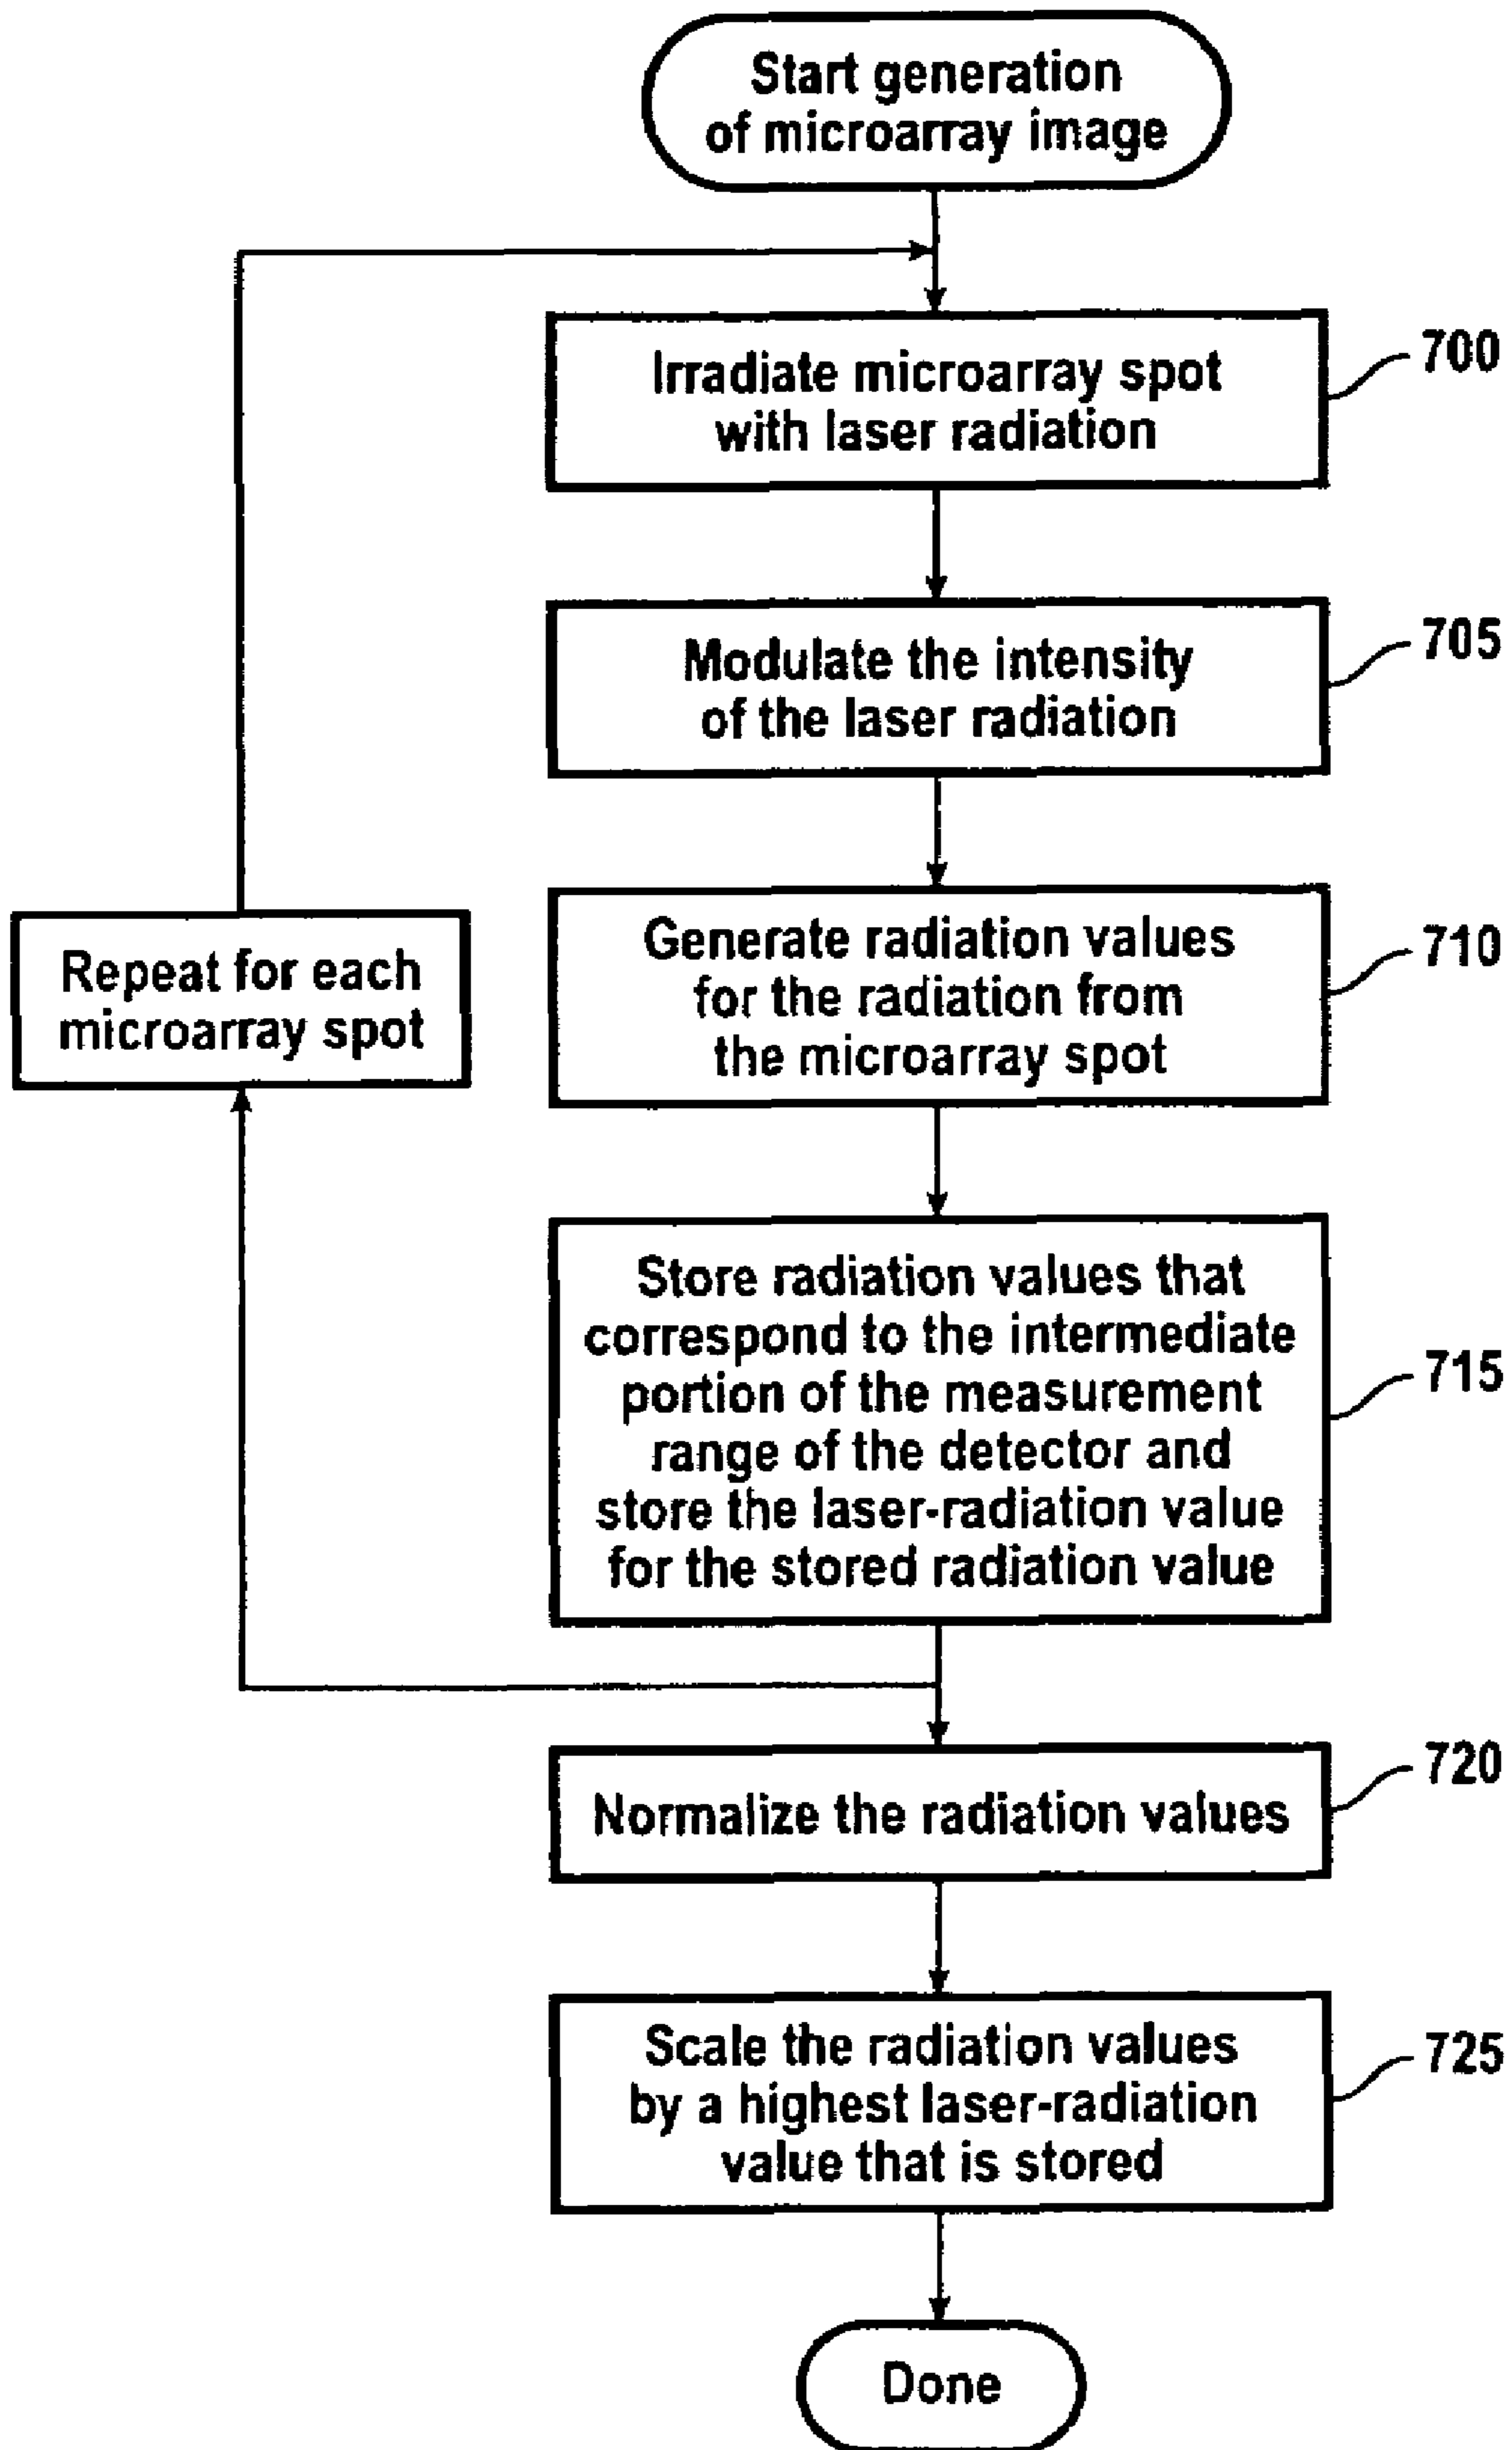 Start generation
of microarray image
Irradiate microarray spot
with laser radiation
700
Modulate the intensity
of the laser radiation
705
Generate radiation values
for the radiation from
the microarray spot
710
Repeat for each
microarray spot
Store radiation values that
correspond to the intermediate
portion of the measurement
range of the detector and
store the laser-radiation value
for the stored radiation value
715
Normalize the radiation values
720
Scale the radiation values
by a highest laser-radiation
value that is stored
725
Done